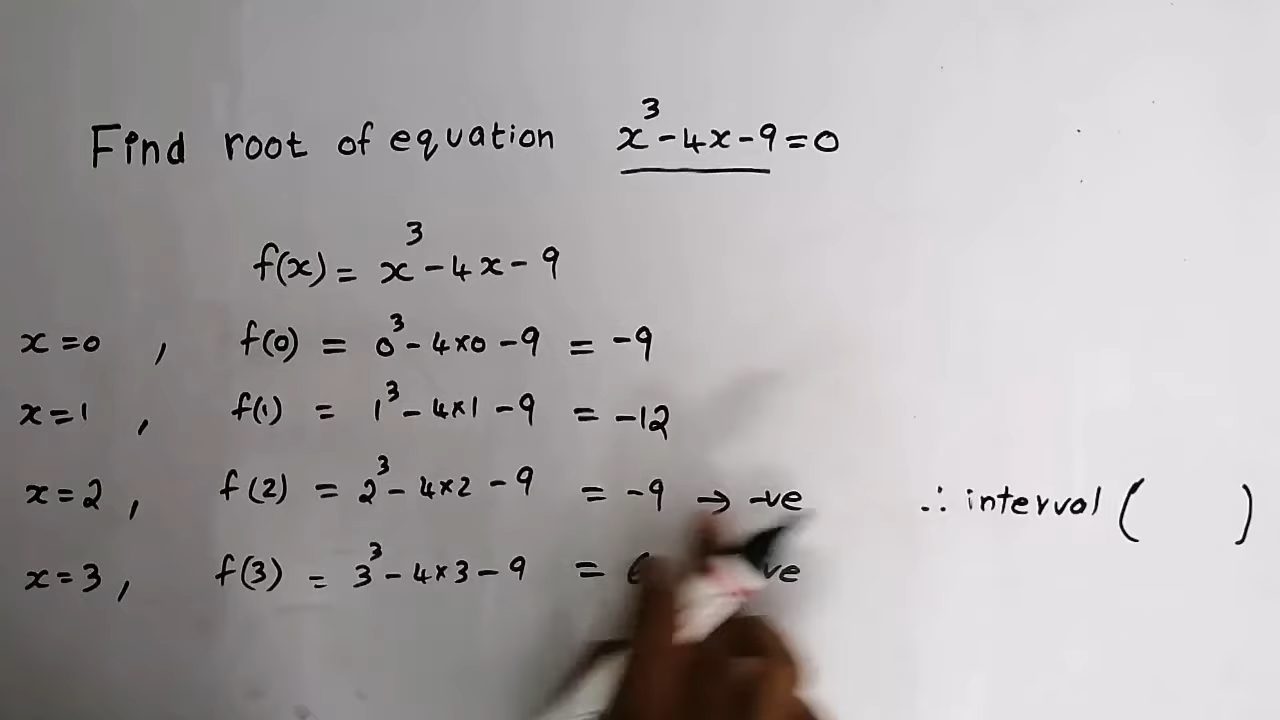 Find root of equation x³-4x-9=0
f(x) = x³-4x-9
x=0 , f(0) = 0³-4×0-9 = -9
x=1 , f(1) = 1³-4×1-9 = -12
x=2 , f(2) = 2³-4×2-9 = -9 → -ve ∴ interval ( )
x=3 , f(3) = 3³-4×3-9 = ve